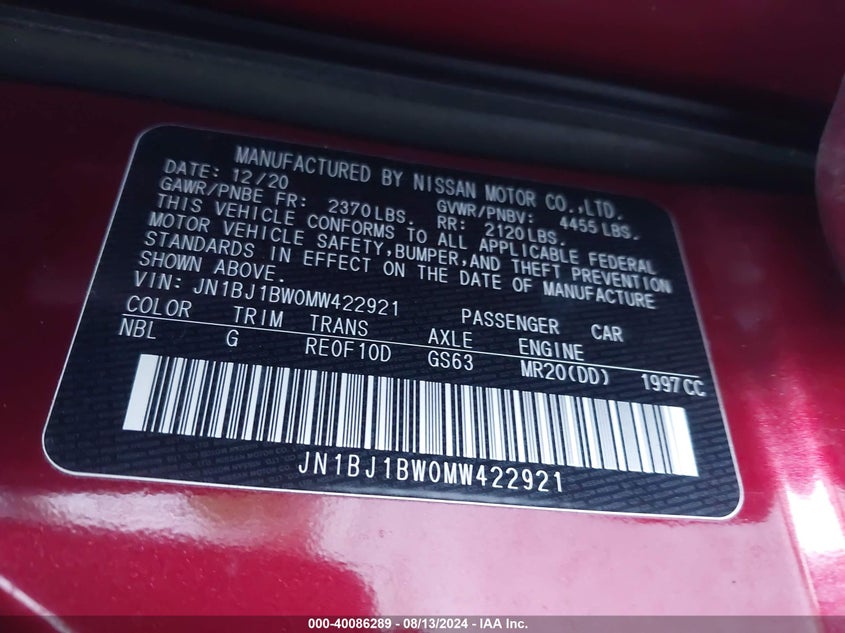 MANUFACTURED BY NISSAN MOTOR CO.,LTD.
DATE: 12/20 GVWR/PNBV: 4455 LBS.
GAWR/PNBE FR: 2370LBS. RR: 2120LBS.
THIS VEHICLE CONFORMS TO ALL APPLICABLE FEDERAL
MOTOR VEHICLE SAFETY,BUMPER,AND THEFT PREVENTION
STANDARDS IN EFFECT ON THE DATE OF MANUFACTURE
SHOWN ABOVE.
VIN: JN1BJ1BW0MW422921 PASSENGER CAR
COLOR TRIM TRANS AXLE ENGINE
NBL G RE0F10D GS63 MR20(DD) 1997CC
JN1BJ1BW0MW422921
000-40086289 - 08/13/2024 - IAA Inc.